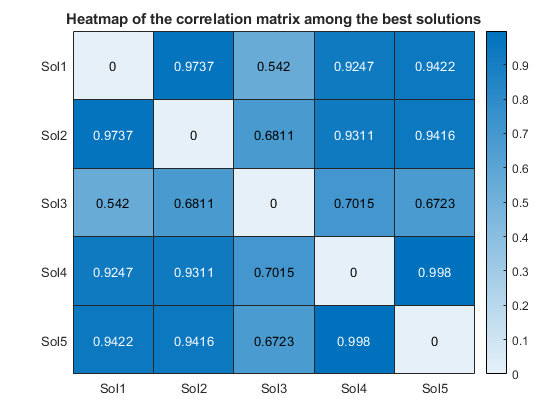 Heatmap of the correlation matrix among the best solutions
Sol1 0 0.9737 0.542 0.9247 0.9422
Sol2 0.9737 0 0.6811 0.9311 0.9416
Sol3 0.542 0.6811 0 0.7015 0.6723
Sol4 0.9247 0.9311 0.7015 0 0.998
Sol5 0.9422 0.9416 0.6723 0.998 0
Sol1 Sol2 Sol3 Sol4 Sol5
0.9
0.8
0.7
0.6
0.5
0.4
0.3
0.2
0.1
0